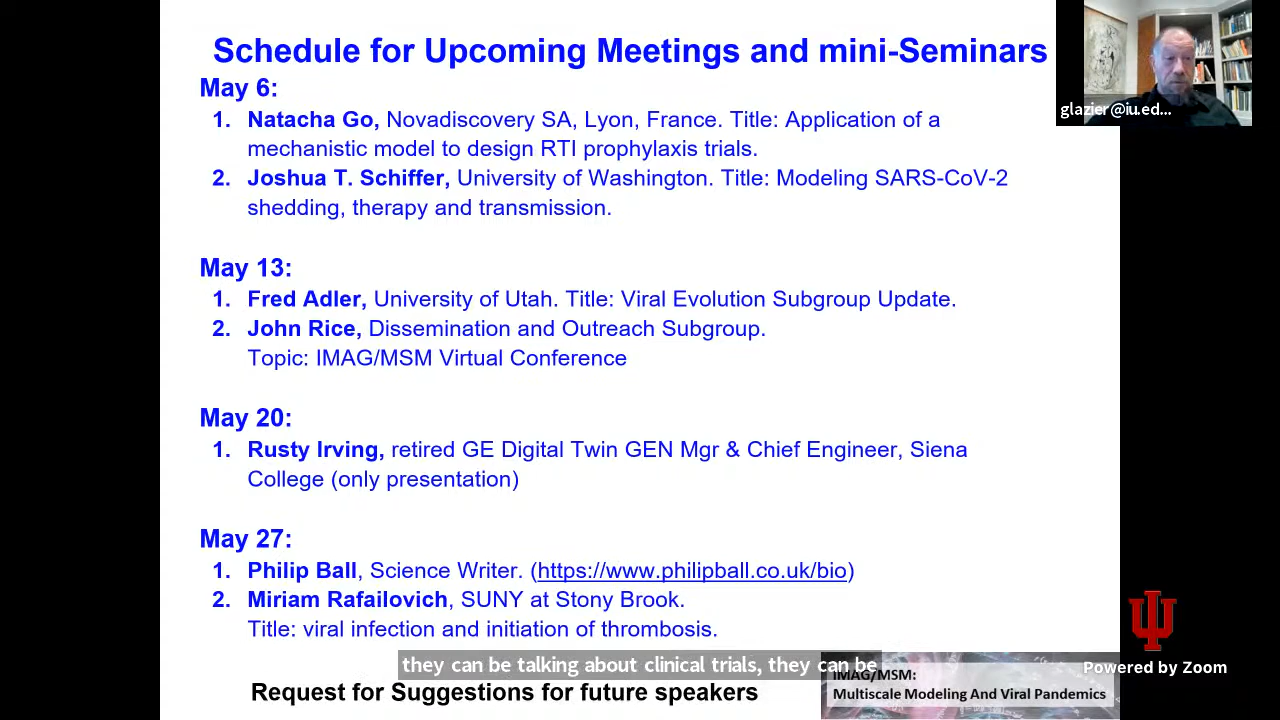 Schedule for Upcoming Meetings and mini-Seminars
glazier@iu.ed...
May 6:
1. Natacha Go, Novadiscovery SA, Lyon, France. Title: Application of a
mechanistic model to design RTI prophylaxis trials.
2. Joshua T. Schiffer, University of Washington. Title: Modeling SARS-CoV-2
shedding, therapy and transmission.
May 13:
1. Fred Adler, University of Utah. Title: Viral Evolution Subgroup Update.
2. John Rice, Dissemination and Outreach Subgroup.
Topic: IMAG/MSM Virtual Conference
May 20:
1. Rusty Irving, retired GE Digital Twin GEN Mgr & Chief Engineer, Siena
College (only presentation)
May 27:
1. Philip Ball, Science Writer. (https://www.philipball.co.uk/bio)
2. Miriam Rafailovich, SUNY at Stony Brook.
Title: viral infection and initiation of thrombosis.
they can be talking about clinical trials, they can be
Powered by Zoom
Request for Suggestions for future speakers
IMAG/MSM:
Multiscale Modeling And Viral Pandemics